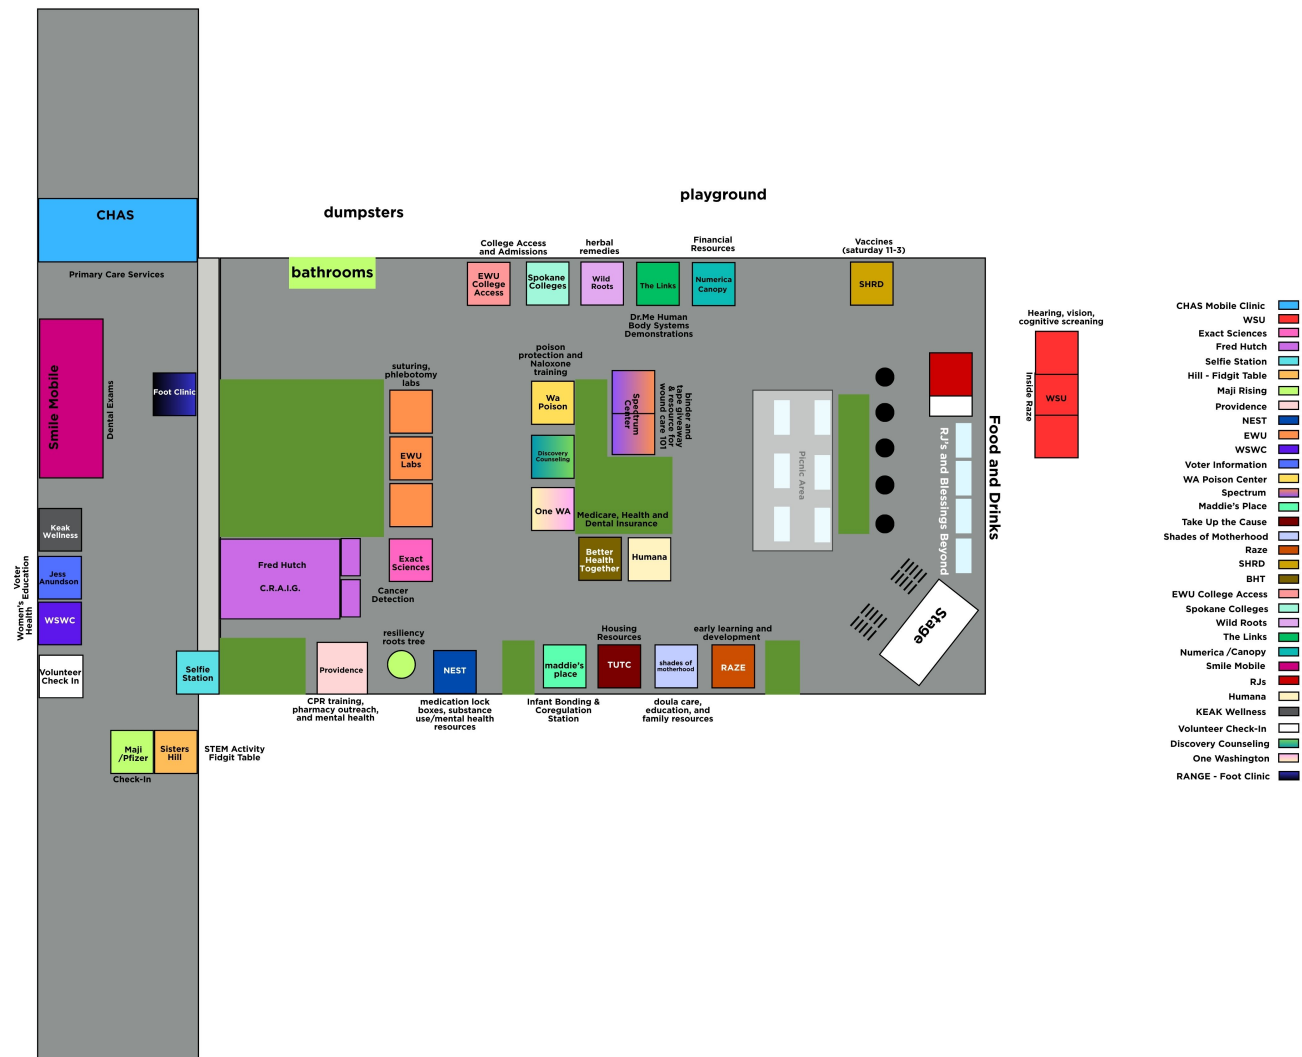 playground
dumpsters
CHAS
Primary Care Services
bathrooms
College Access
and Admissions
herbal
remedies
Financial
Resources
Vaccines
(saturday 11-3)
EWU
College
Access
Spokane
Colleges
Wild
Roots
The Links
Numerica
Canopy
SHRD
Dr.Me Human
Body Systems
Demonstrations
Smile Mobile
Dental Exams
Foot Clinic
suturing,
phlebotomy
labs
EWU
Labs
poison
protection and
Naloxone
training
Wa
Poison
Discovery
Counseling
One WA
Spectrum
Center
binder and
tape giveaway
& resource for
wound care 101
Medicare, Health and
Dental Insurance
Better
Health
Together
Humana
Picnic Area
RJ's and Blessings Beyond
Food and Drinks
Hearing, vision,
cognitive screaning
Inside Raze
WSU
Keak
Wellness
Voter
Education
Jess
Anundson
Women's
Health
WSWC
Volunteer
Check In
Fred Hutch
C.R.A.I.G.
Exact
Sciences
Cancer
Detection
Selfie
Station
Providence
CPR training,
pharmacy outreach,
and mental health
resiliency
roots tree
NEST
medication lock
boxes, substance
use/mental health
resources
maddie's
place
Infant Bonding &
Coregulation
Station
Housing
Resources
TUTC
shades of
motherhood
doula care,
education, and
family resources
early learning and
development
RAZE
Stage
Maji
/Pfizer
Sisters
Hill
Check-In
STEM Activity
Fidgit Table
CHAS Mobile Clinic
WSU
Exact Sciences
Fred Hutch
Selfie Station
Hill - Fidgit Table
Maji Rising
Providence
NEST
EWU
WSWC
Voter Information
WA Poison Center
Spectrum
Maddie's Place
Take Up the Cause
Shades of Motherhood
Raze
SHRD
BHT
EWU College Access
Spokane Colleges
Wild Roots
The Links
Numerica /Canopy
Smile Mobile
RJs
Humana
KEAK Wellness
Volunteer Check-In
Discovery Counseling
One Washington
RANGE - Foot Clinic